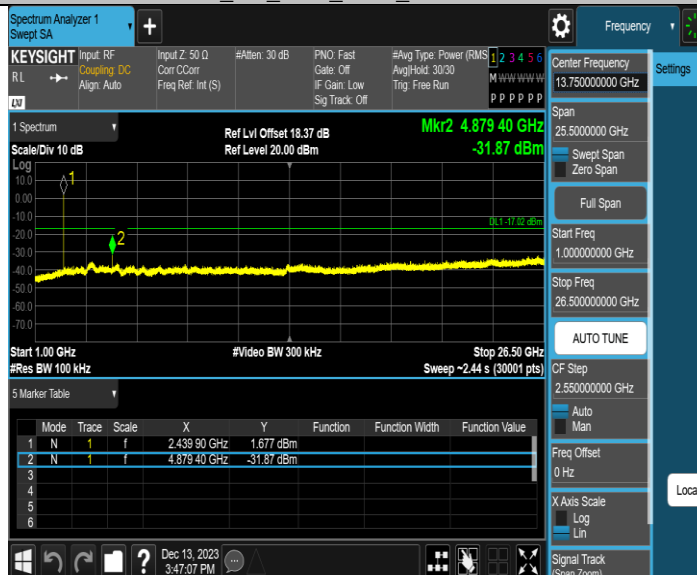 Spectrum Analyzer 1
Swept SA
+
Frequency
KEYSIGHT
RL
LXI
Input: RF
Coupling: DC
Align: Auto
Input Z: 50 Ω
Corr CCorr
Freq Ref: Int (S)
#Atten: 30 dB
PNO: Fast
Gate: Off
IF Gain: Low
Sig Track: Off
#Avg Type: Power (RMS
Avg|Hold: 30/30
Trig: Free Run
1 2 3 4 5 6
M W W W W W
P P P P P P
1 Spectrum
Scale/Div 10 dB
Ref Lvl Offset 18.37 dB
Ref Level 20.00 dBm
Mkr2 4.879 40 GHz
-31.87 dBm
Log
10.0
0.00
-10.0
-20.0
-30.0
-40.0
-50.0
-60.0
-70.0
1
2
DL1 -17.02 dBm
Start 1.00 GHz
#Res BW 100 kHz
#Video BW 300 kHz
Stop 26.50 GHz
Sweep ~2.44 s (30001 pts)
5 Marker Table
Mode Trace Scale X Y Function Function Width Function Value
1 N 1 f 2.439 90 GHz 1.677 dBm
2 N 1 f 4.879 40 GHz -31.87 dBm
3
4
5
6
Dec 13, 2023
3:47:07 PM
?
Center Frequency
13.750000000 GHz
Span
25.5000000 GHz
Swept Span
Zero Span
Full Span
Start Freq
1.000000000 GHz
Stop Freq
26.500000000 GHz
AUTO TUNE
CF Step
2.550000000 GHz
Auto
Man
Freq Offset
0 Hz
X Axis Scale
Log
Lin
Signal Track
(Span Zoom)
Settings
Loca